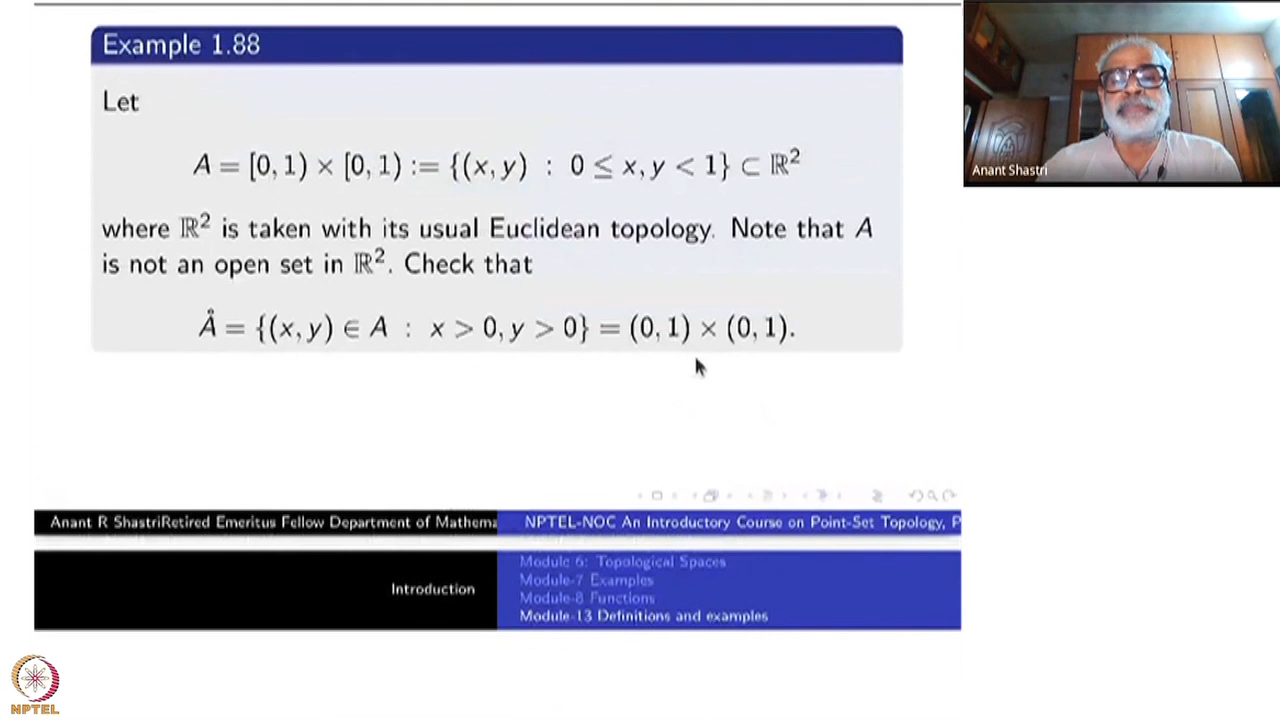 Example 1.88
Let
A = [0, 1) × [0, 1) := {(x, y) : 0 ≤ x, y < 1} ⊂ ℝ²
where ℝ² is taken with its usual Euclidean topology. Note that A
is not an open set in ℝ². Check that
Å = {(x, y) ∈ A : x > 0, y > 0} = (0, 1) × (0, 1).
Anant Shastri
Anant R ShastriRetired Emeritus Fellow Department of Mathema
NPTEL-NOC An Introductory Course on Point-Set Topology, P
Introduction
Module 6: Topological Spaces
Module-7 Examples
Module-8 Functions
Module-13 Definitions and examples
NPTEL